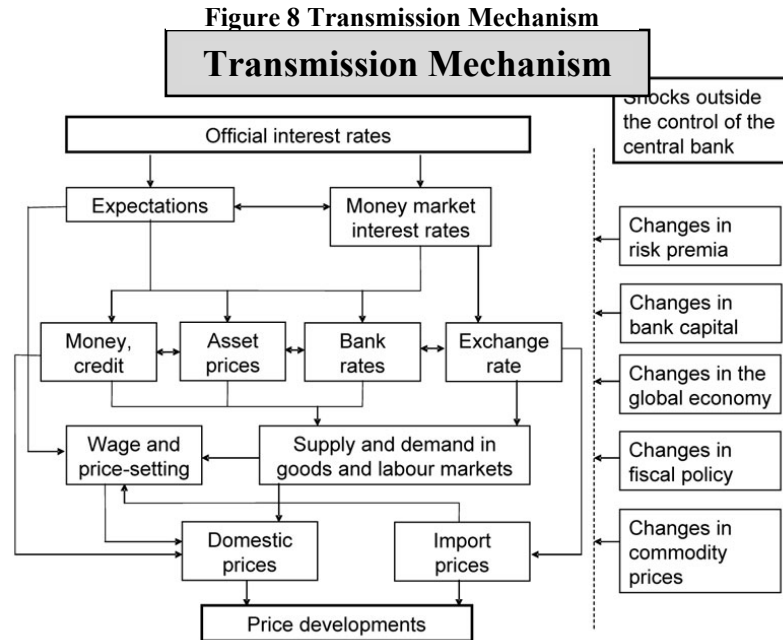 Figure 8 Transmission Mechanism
Transmission Mechanism
Shocks outside
the control of the
central bank
Official interest rates
Expectations
Money market
interest rates
Changes in
risk premia
Money,
credit
Asset
prices
Bank
rates
Exchange
rate
Changes in
bank capital
Changes in the
global economy
Wage and
price-setting
Supply and demand in
goods and labour markets
Changes in
fiscal policy
Domestic
prices
Import
prices
Changes in
commodity
prices
Price developments